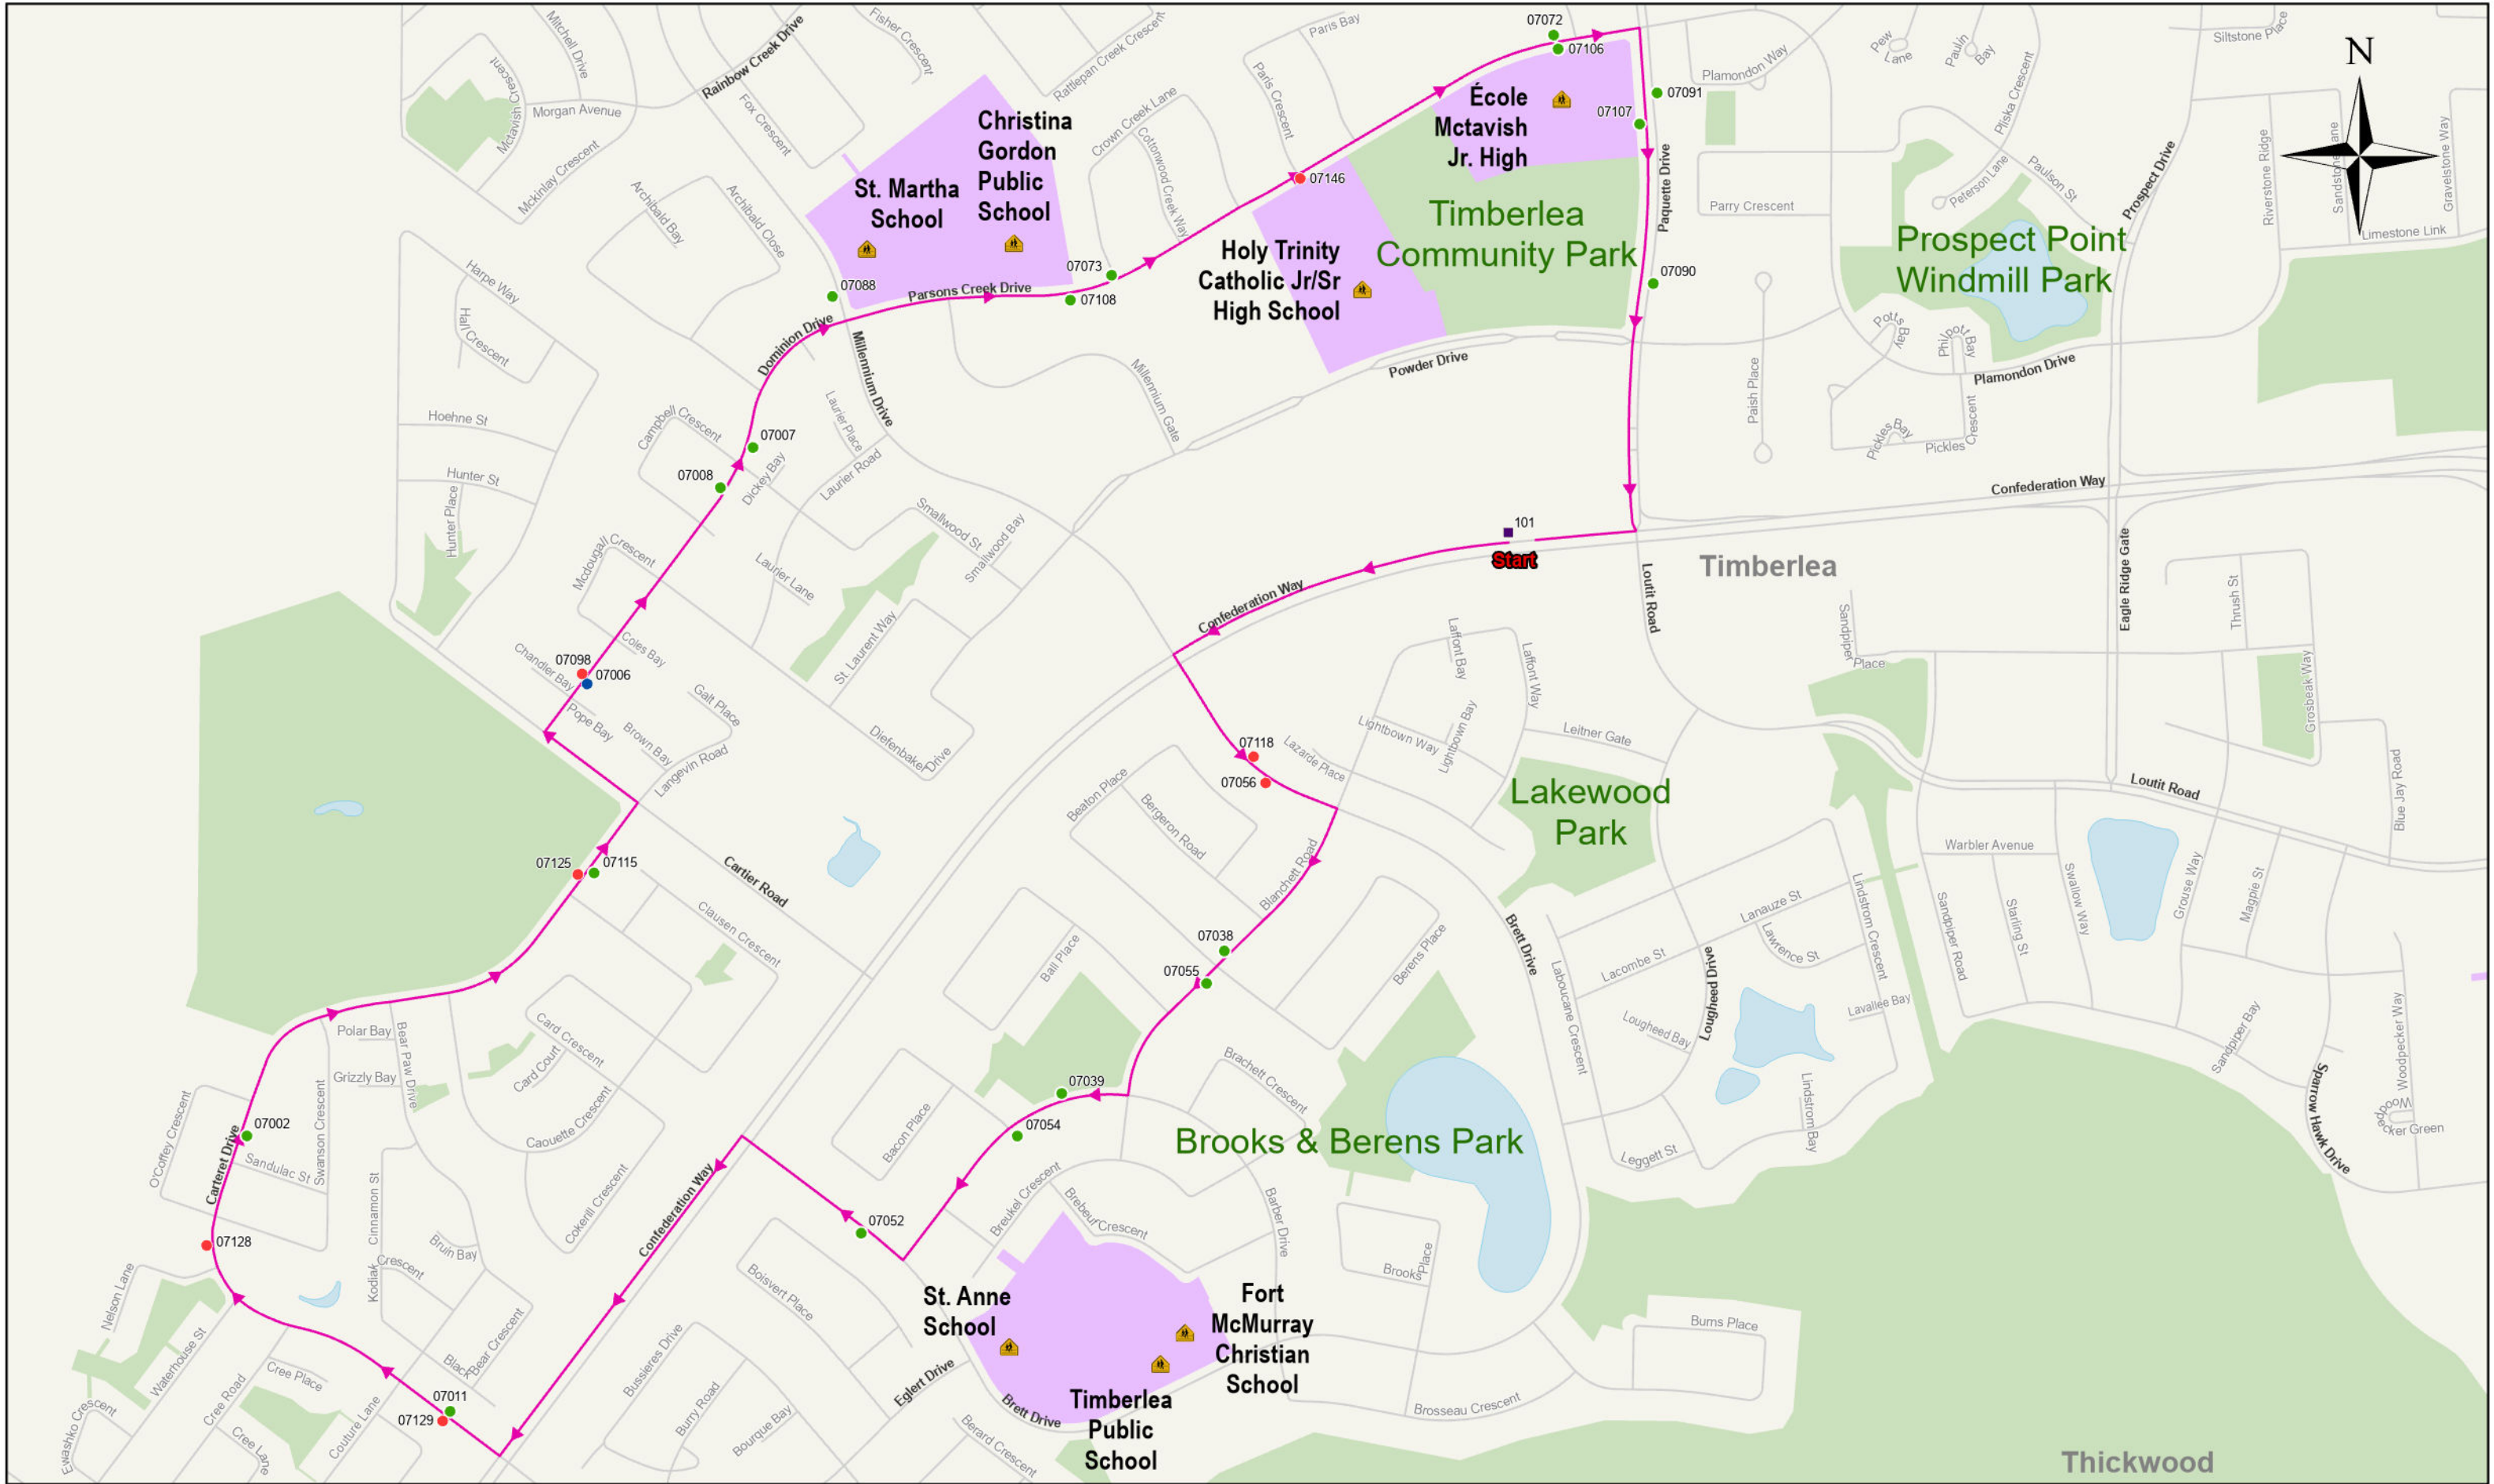 Mitchell Drive
Fisher Crescent
Rainbow Creek Drive
Rattlepan Creek Crescent
Paris Bay
07072
07106
Siltstone Place
N
Pew
Lane
Paulin
Bay
Plamondon Way
Pliska Crescent
Mctavish Crescent
Morgan Avenue
Fox Crescent
Crown Creek Lane
Paris Crescent
École
Mctavish
Jr. High
07107
07091
Christina
Gordon
Public
School
Cottonwood Creek Way
Mckinlay Crescent
Archibald Bay
Archibald Close
St. Martha
School
07146
Paquette Drive
Peterson Lane
Paulson St
Parry Crescent
Prospect Drive
Riverstone Ridge
Gravelstone Way
Limestone Link
Timberlea
Community Park
Prospect Point
Windmill Park
Holy Trinity
Catholic Jr/Sr
High School
Harpe Way
07088
Parsons Creek Drive
07073
07108
07090
Hall Crescent
Dominion Drive
Millennium Drive
Millennium Gate
Powder Drive
Potts
Bay
Philpott
Bay
Plamondon Drive
Paish Place
Hoehne St
Campbell Crescent
07007
Laurier Place
Pickles Bay
Pickles
Crescent
Hunter St
Hunter Place
07008
Dickey Bay
Laurier Road
Confederation Way
Smallwood St
Smallwood Bay
101
Start
Timberlea
Mcdougall Crescent
Laurier Lane
Confederation Way
Loutit Road
Eagle Ridge Gate
Thrush St
Coles Bay
St. Laurent Way
Laffont Bay
Laffont Way
Sandpiper
Place
07098
07006
Chandler Bay
Pope Bay
Galt Place
Brown Bay
Langevin Road
Diefenbaker Drive
07118
07056
Lazarde Place
Lightbown Way
Lightbown Bay
Leitner Gate
Grosbeak Way
Loutit Road
Blue Jay Road
Beaton Place
Bergeron Road
Lakewood
Park
07125
07115
Cartier Road
Blanchett Road
Warbler Avenue
Clausen Crescent
Brett Drive
Lanauze St
Lawrence St
Lindstrom Crescent
Sandpiper Road
Starling St
Swallow Way
Grouse Way
Magpie St
07038
07055
Ball Place
Berens Place
Lacombe St
Laboucane Crescent
Lougheed Drive
Lougheed Bay
Lavallee Bay
Polar Bay
Bear Paw Drive
Card Crescent
Card Court
Grizzly Bay
Brachett Crescent
Sandpiper Bay
Woodpecker Way
07039
07054
O'Coffey Crescent
07002
Swanson Crescent
Sandulac St
Caouette Crescent
Bacon Place
Brooks & Berens Park
Leggett St
Lindstrom Bay
Sparrow Hawk Drive
Woodpecker Green
Carteret Drive
Cinnamon St
Cokerill Crescent
Confederation Way
07052
Breukel Crescent
Brebeuf Crescent
Barber Drive
Brooks Place
07128
Bruin Bay
Kodiak Crescent
Nelson Lane
Boisvert Place
St. Anne
School
Fort
McMurray
Christian
School
Burns Place
Waterhouse St
Cree Place
Cree Road
Black Bear Crescent
Bussieres Drive
Eglert Drive
07011
07129
Ewashko Crescent
Cree Lane
Couture Lane
Burry Road
Bourque Bay
Brett Drive
Berard Crescent
Timberlea
Public
School
Brosseau Crescent
Thickwood